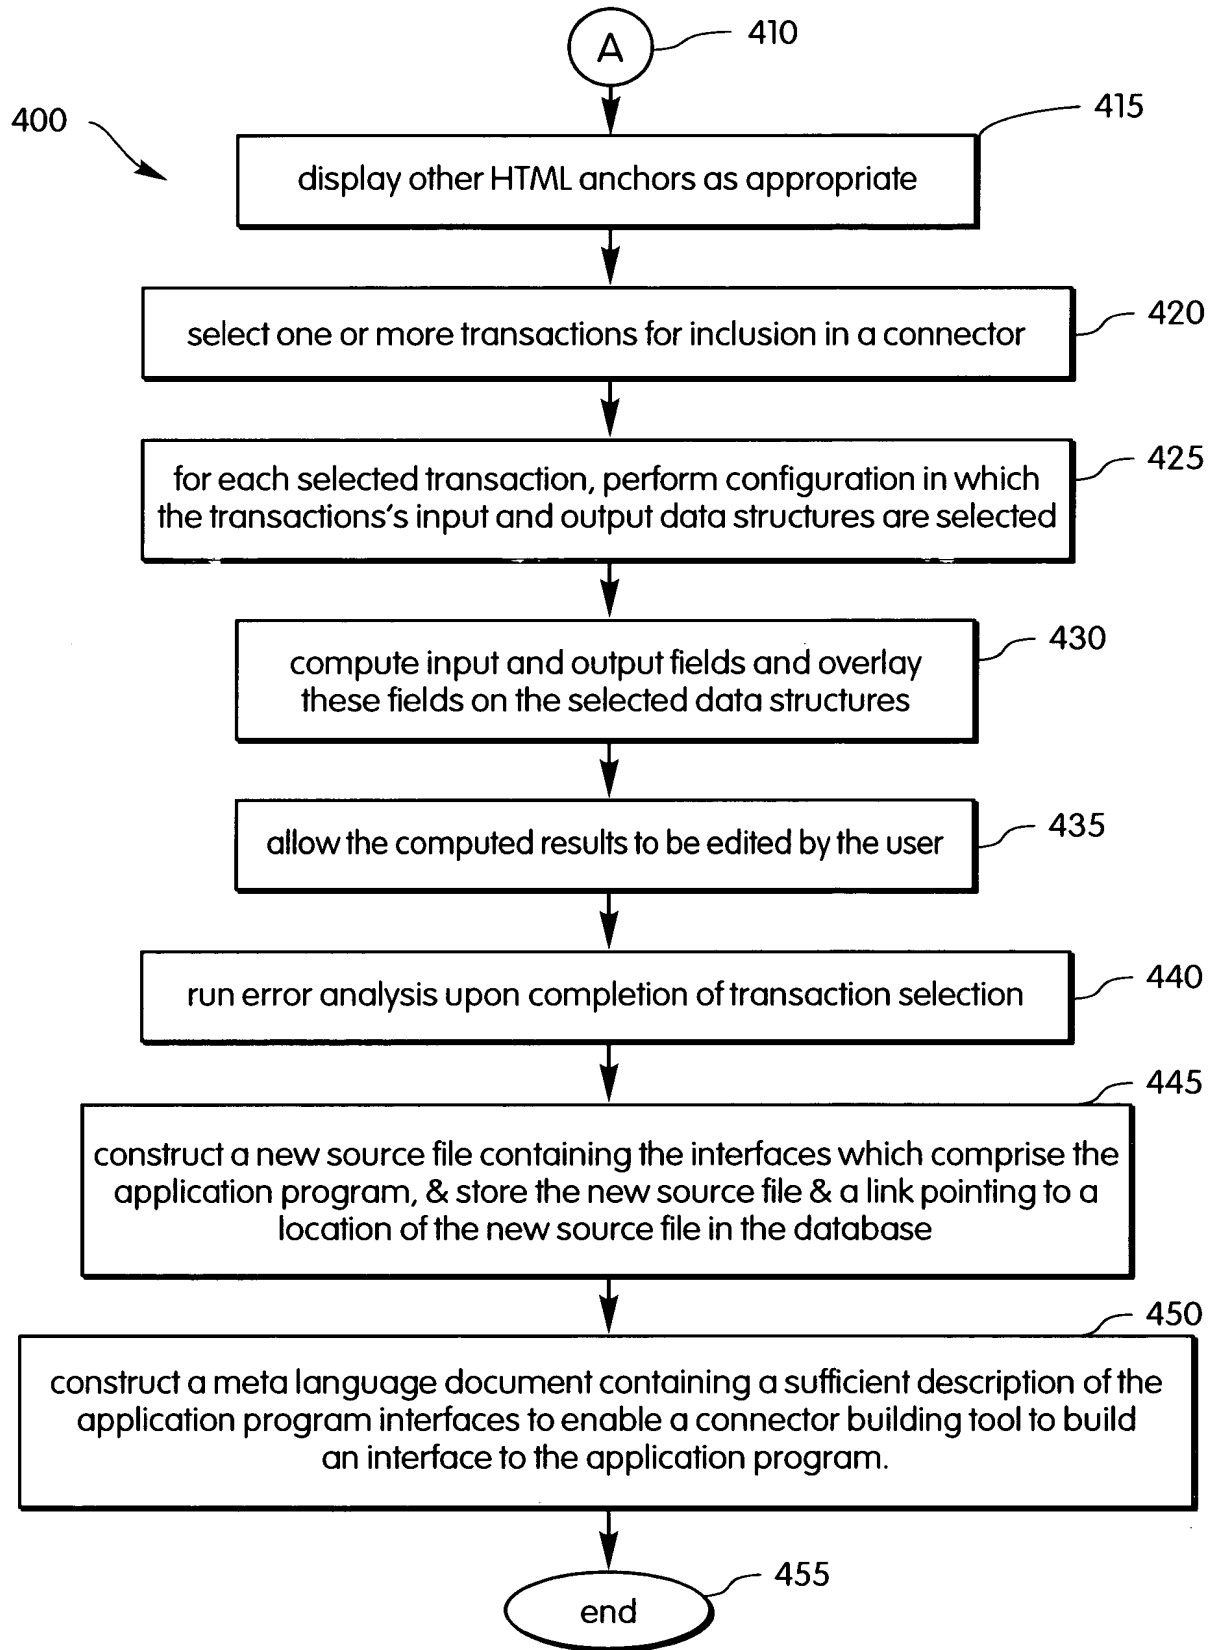 A
410
400
415
display other HTML anchors as appropriate
420
select one or more transactions for inclusion in a connector
425
for each selected transaction, perform configuration in which
the transactions's input and output data structures are selected
430
compute input and output fields and overlay
these fields on the selected data structures
435
allow the computed results to be edited by the user
440
run error analysis upon completion of transaction selection
445
construct a new source file containing the interfaces which comprise the
application program, & store the new source file & a link pointing to a
location of the new source file in the database
450
construct a meta language document containing a sufficient description of the
application program interfaces to enable a connector building tool to build
an interface to the application program.
455
end